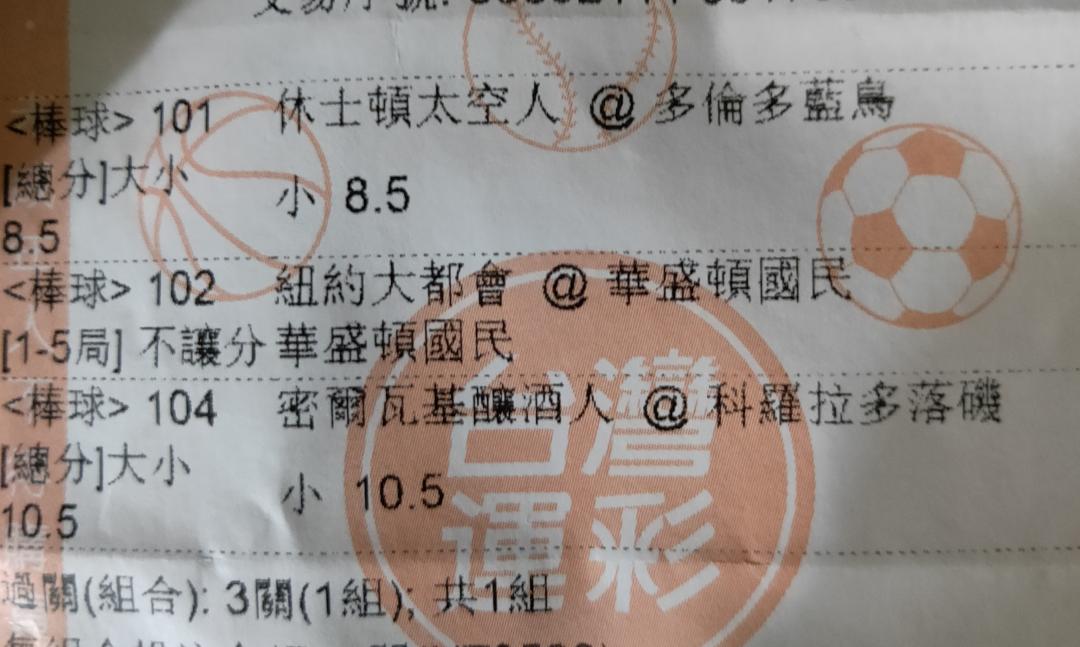 <棒球> 101 休士頓太空人 @ 多倫多藍鳥
[總分]大小 小 8.5
8.5
<棒球> 102 紐約大都會 @ 華盛頓國民
[1-5局] 不讓分 華盛頓國民
<棒球> 104 密爾瓦基釀酒人 @ 科羅拉多落磯
[總分]大小 小 10.5
10.5
台灣
運彩
過關(組合): 3關(1組); 共1組